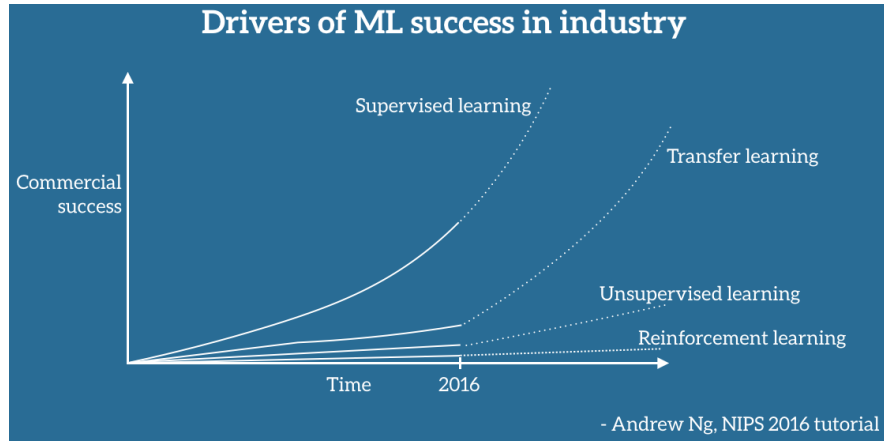 Drivers of ML success in industry
Supervised learning
Transfer learning
Commercial
success
Unsupervised learning
Reinforcement learning
Time
2016
- Andrew Ng, NIPS 2016 tutorial